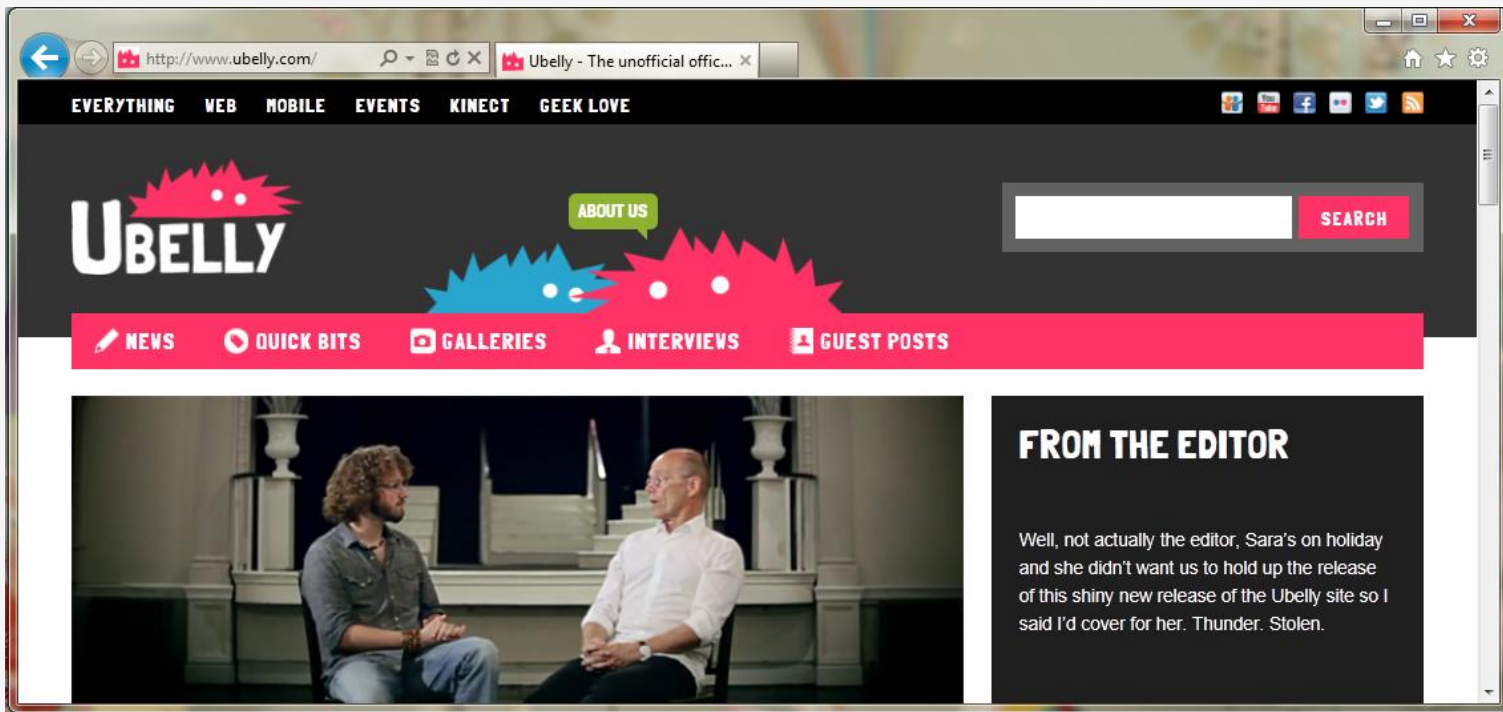 http://www.ubelly.com/
Ubelly - The unofficial offic...
EVERYTHING WEB MOBILE EVENTS KINECT GEEK LOVE
You Tube
UBELLY
ABOUT US
SEARCH
NEWS QUICK BITS GALLERIES INTERVIEWS GUEST POSTS
FROM THE EDITOR
Well, not actually the editor, Sara's on holiday
and she didn't want us to hold up the release
of this shiny new release of the Ubelly site so I
said I'd cover for her. Thunder. Stolen.